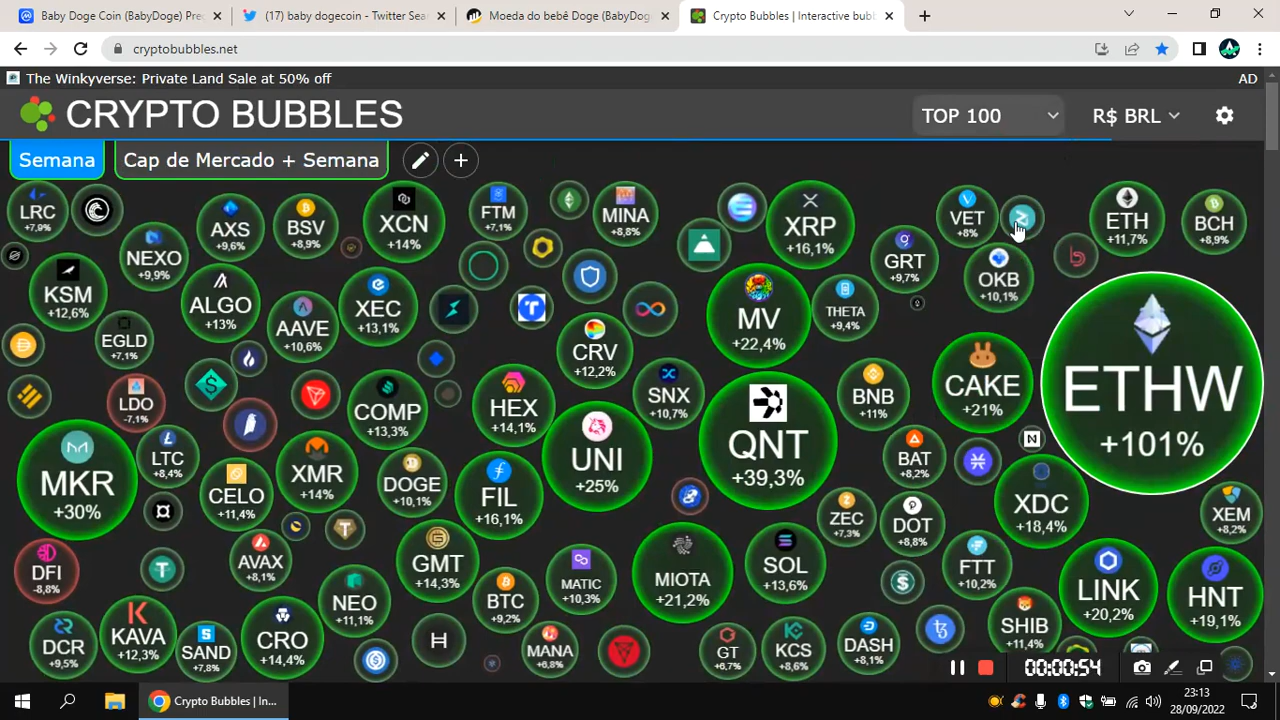 Baby Doge Coin (BabyDoge) Prec
(17) baby dogecoin - Twitter Sear
Moeda do bebê Doge (BabyDoge
Crypto Bubbles | Interactive bubb
cryptobubbles.net
The Winkyverse: Private Land Sale at 50% off
AD
CRYPTO BUBBLES
TOP 100
R$ BRL
Semana
Cap de Mercado + Semana
LRC
+7,9%
AXS
+9,6%
BSV
+8,9%
XCN
+14%
FTM
+7,1%
MINA
+8,8%
XRP
+16,1%
VET
+8%
ETH
+11,7%
BCH
+8,9%
NEXO
+9,9%
GRT
+9,7%
OKB
+10,1%
KSM
+12,6%
ALGO
+13%
XEC
+13,1%
MV
+22,4%
THETA
+9,4%
EGLD
+7,1%
AAVE
+10,6%
CRV
+12,2%
CAKE
+21%
ETHW
+101%
LDO
-7,1%
COMP
+13,3%
HEX
+14,1%
SNX
+10,7%
BNB
+11%
QNT
+39,3%
MKR
+30%
LTC
+8,4%
XMR
+14%
DOGE
+10,1%
UNI
+25%
BAT
+8,2%
CELO
+11,4%
FIL
+16,1%
XDC
+18,4%
ZEC
+7,3%
DOT
+8,8%
XEM
+8,2%
DFI
-8,8%
AVAX
+8,1%
GMT
+14,3%
MATIC
+10,3%
MIOTA
+21,2%
SOL
+13,6%
FTT
+10,2%
LINK
+20,2%
HNT
+19,1%
NEO
+11,1%
BTC
+9,2%
DCR
+9,5%
KAVA
+12,3%
SAND
+7,8%
CRO
+14,4%
MANA
+6,8%
GT
+6,7%
KCS
+8,6%
DASH
+8,1%
SHIB
+11,4%
00:00:54
Crypto Bubbles | In...
23:13
28/09/2022